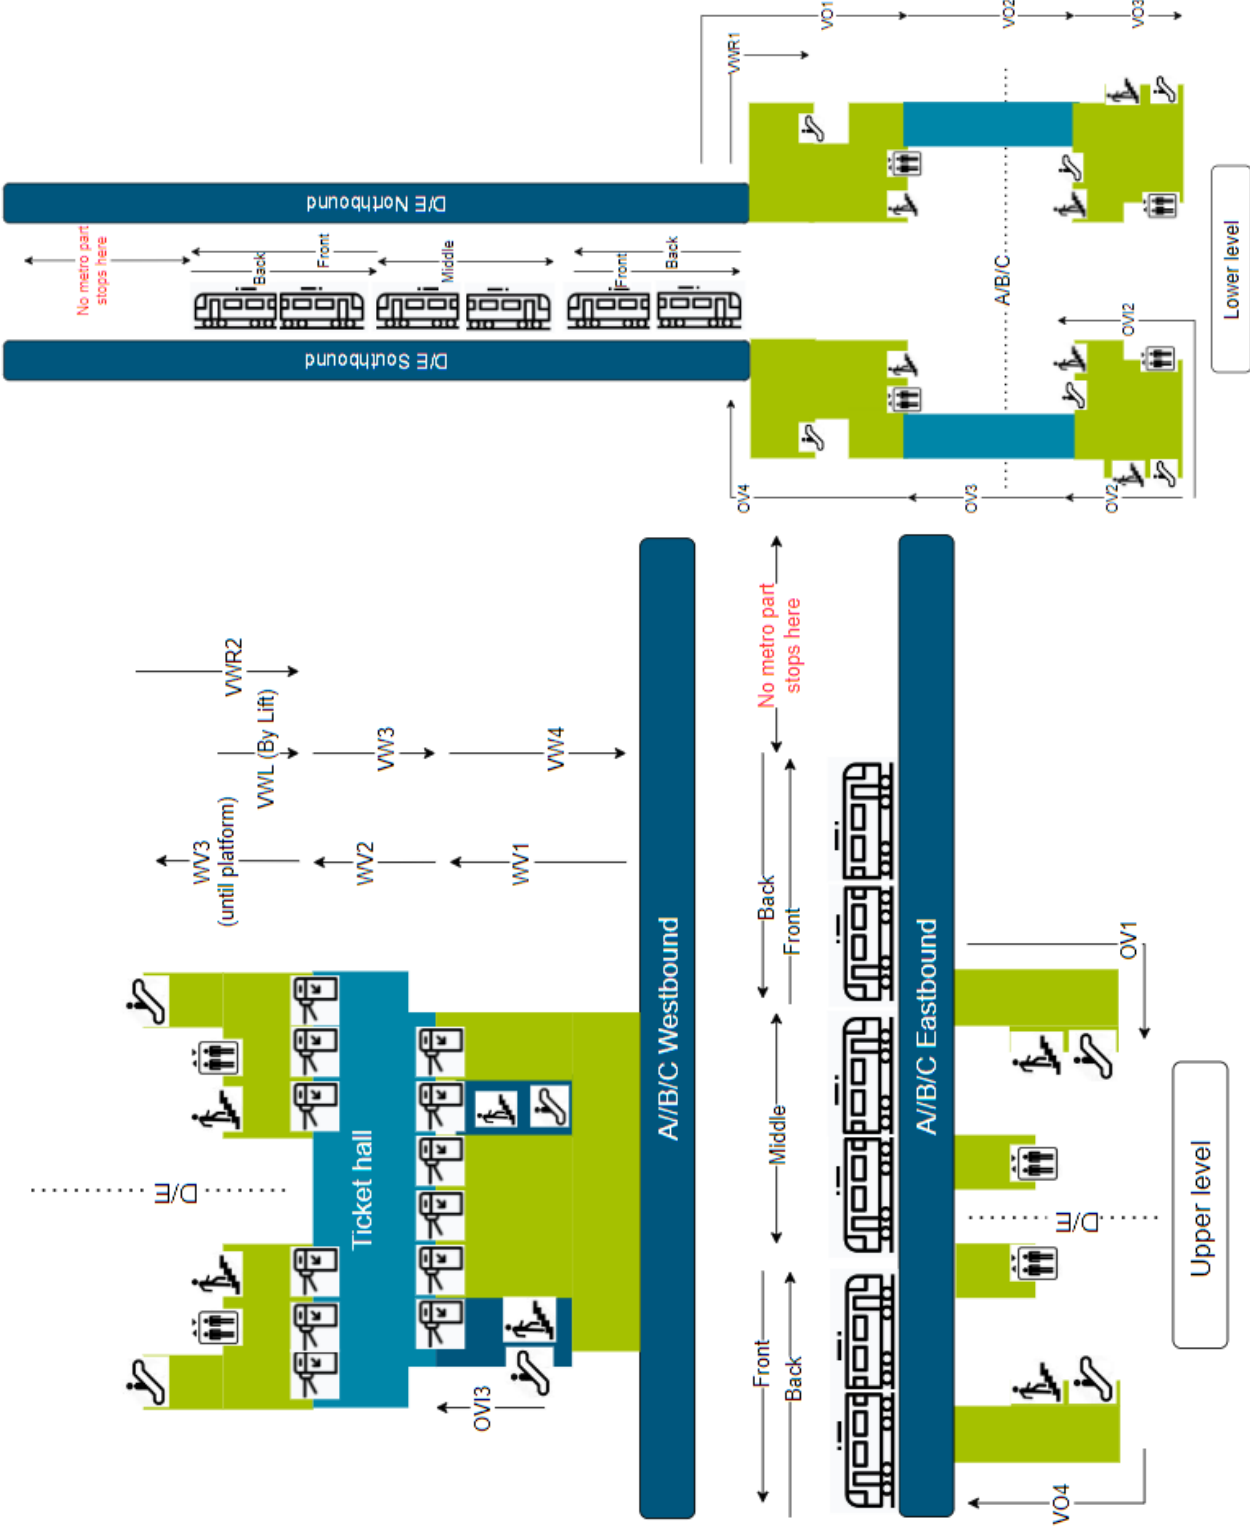 VO1
VO2
VO3
VWR1
D/E Northbound
No metro part
stops here
Back
Front
Middle
Front
Back
D/E Southbound
A/B/C
OVI2
Lower level
OV4
OV3
OV2
VWR2
VWL (By Lift)
VW3
VW4
WV3
(until platform)
WV2
WV1
D/E
Ticket hall
OVI3
A/B/C Westbound
No metro part
stops here
Back
Front
Middle
Front
Back
A/B/C Eastbound
OV1
D/E
VO4
Upper level